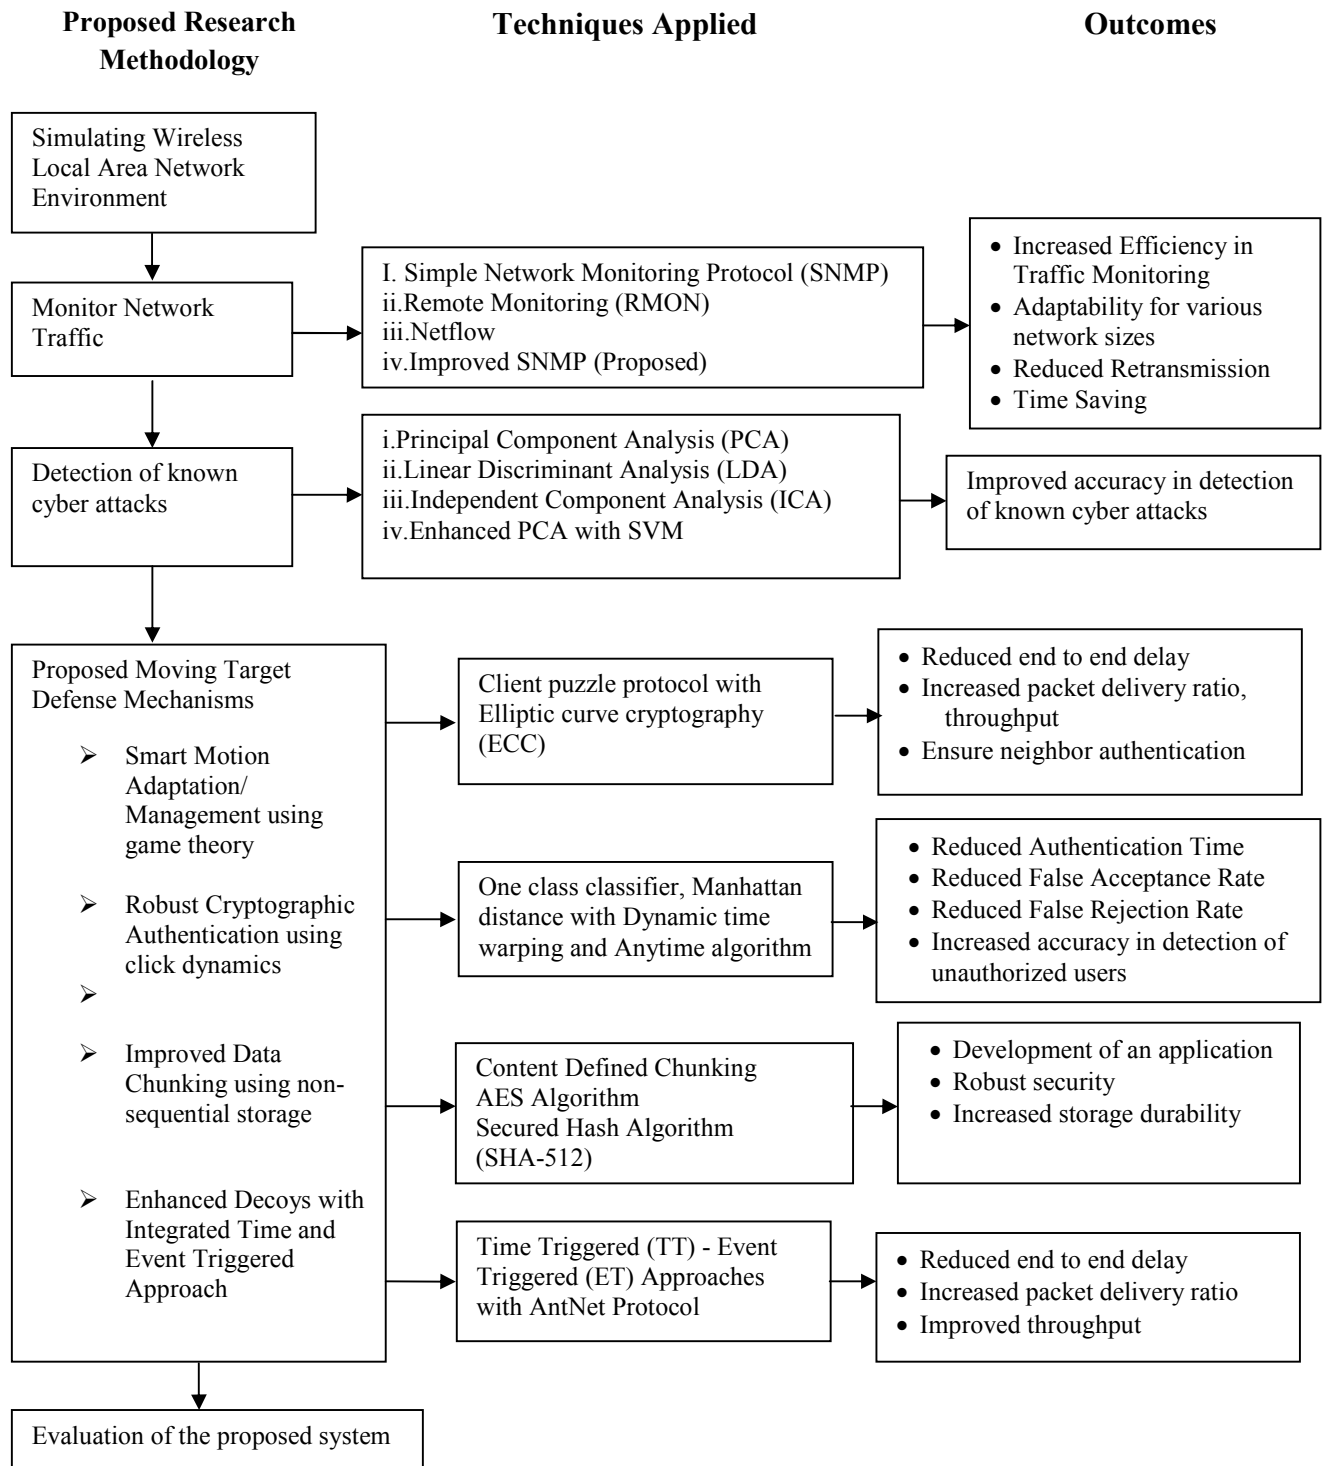 Proposed Research
Methodology
Techniques Applied
Outcomes
Simulating Wireless
Local Area Network
Environment
Monitor Network
Traffic
I. Simple Network Monitoring Protocol (SNMP)
ii.Remote Monitoring (RMON)
iii.Netflow
iv.Improved SNMP (Proposed)
• Increased Efficiency in
Traffic Monitoring
• Adaptability for various
network sizes
• Reduced Retransmission
• Time Saving
Detection of known
cyber attacks
i.Principal Component Analysis (PCA)
ii.Linear Discriminant Analysis (LDA)
iii.Independent Component Analysis (ICA)
iv.Enhanced PCA with SVM
Improved accuracy in detection
of known cyber attacks
Proposed Moving Target
Defense Mechanisms
➢ Smart Motion
Adaptation/
Management using
game theory
➢ Robust Cryptographic
Authentication using
click dynamics
➢
➢ Improved Data
Chunking using non-
sequential storage
➢ Enhanced Decoys with
Integrated Time and
Event Triggered
Approach
Client puzzle protocol with
Elliptic curve cryptography
(ECC)
• Reduced end to end delay
• Increased packet delivery ratio,
throughput
• Ensure neighbor authentication
One class classifier, Manhattan
distance with Dynamic time
warping and Anytime algorithm
• Reduced Authentication Time
• Reduced False Acceptance Rate
• Reduced False Rejection Rate
• Increased accuracy in detection of
unauthorized users
Content Defined Chunking
AES Algorithm
Secured Hash Algorithm
(SHA-512)
• Development of an application
• Robust security
• Increased storage durability
Time Triggered (TT) - Event
Triggered (ET) Approaches
with AntNet Protocol
• Reduced end to end delay
• Increased packet delivery ratio
• Improved throughput
Evaluation of the proposed system